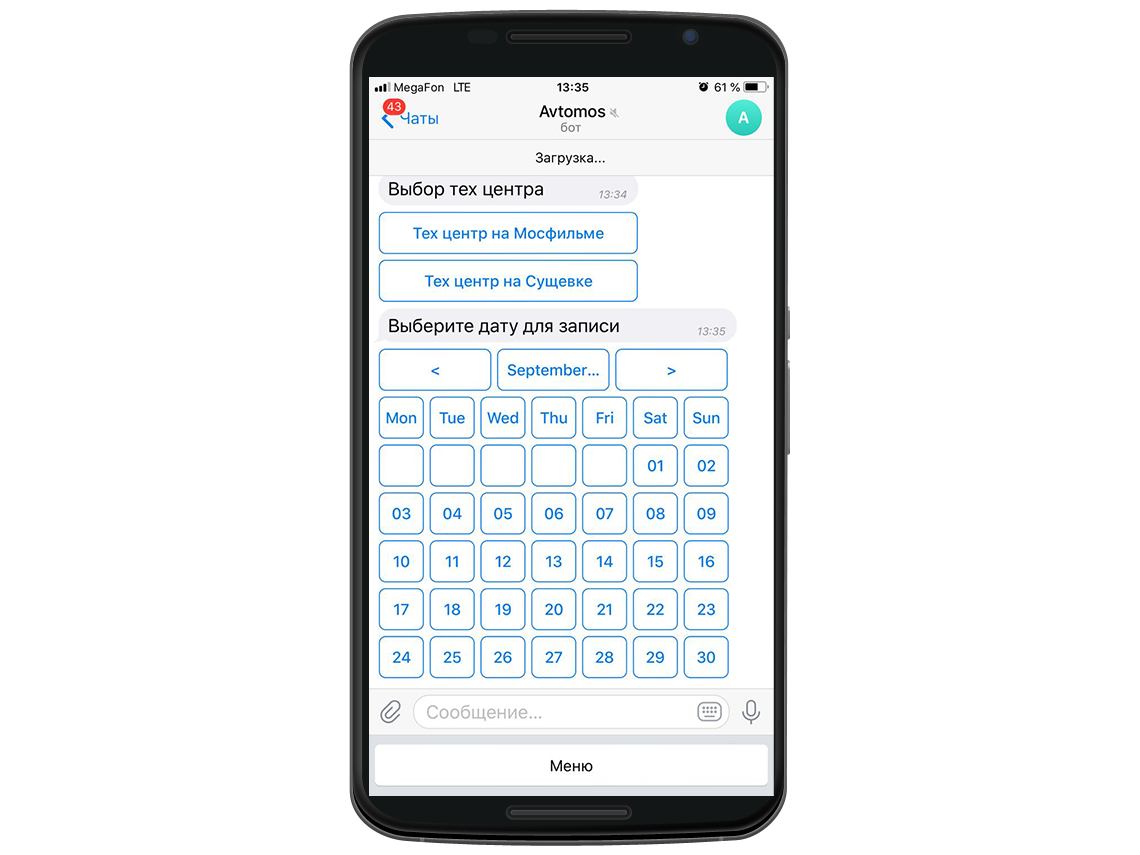 MegaFon LTE 13:35 61 %
43
Чаты
Avtomos
бот
A
Загрузка...
Выбор тех центра 13:34
Тех центр на Мосфильме
Тех центр на Сущевке
Выберите дату для записи 13:35
< September... >
Mon Tue Wed Thu Fri Sat Sun
01 02
03 04 05 06 07 08 09
10 11 12 13 14 15 16
17 18 19 20 21 22 23
24 25 26 27 28 29 30
Сообщение...
Меню